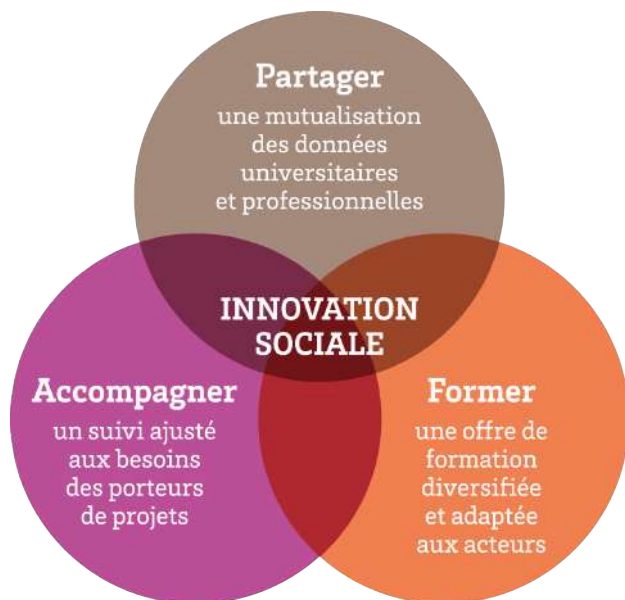 Partager
une mutualisation
des données
universitaires
et professionnelles
INNOVATION
SOCIALE
Accompagner
un suivi ajusté
aux besoins
des porteurs
de projets
Former
une offre de
formation
diversifiée
et adaptée
aux acteurs